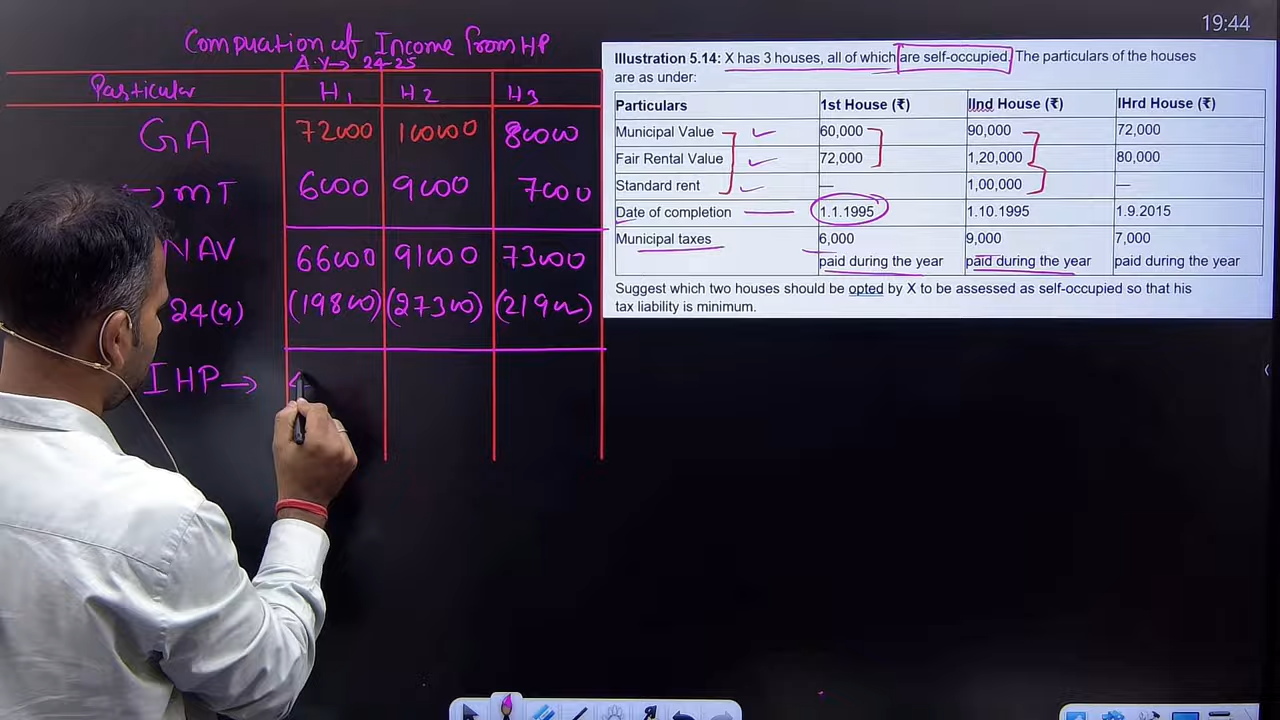 19:44
Compuation of Income from HP
A.Y→ 24-25
Particular H1 H2 H3
GA 72000 100000 80000
(-) MT 6000 9000 7000
NAV 66000 91000 73000
24(a) (19800) (27300) (21900)
IHP→
Illustration 5.14: X has 3 houses, all of which are self-occupied. The particulars of the houses
are as under:
Particulars 1st House (₹) IInd House (₹) IHrd House (₹)
Municipal Value 60,000 90,000 72,000
Fair Rental Value 72,000 1,20,000 80,000
Standard rent — 1,00,000 —
Date of completion 1.1.1995 1.10.1995 1.9.2015
Municipal taxes 6,000 9,000 7,000
paid during the year paid during the year paid during the year
Suggest which two houses should be opted by X to be assessed as self-occupied so that his
tax liability is minimum.